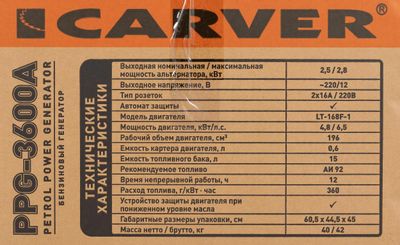 CARVER®
PPG-3600A
PETROL POWER GENERATOR
БЕНЗИНОВЫЙ ГЕНЕРАТОР
ТЕХНИЧЕСКИЕ
ХАРАКТЕРИСТИКИ
Выходная номинальная / максимальная
мощность альтернатора, кВт 2,5 / 2,8
Выходное напряжение, В ~220/12
Тип розеток 2x16A / 220В
Автомат защиты ✓
Модель двигателя LT-168F-1
Мощность двигателя, кВт/л.с. 4,8 / 6,5
Рабочий объем двигателя, см³ 196
Емкость картера двигателя, л 0,6
Емкость топливного бака, л 15
Рекомендуемое топливо АИ 92
Время непрерывной работы, ч 12
Расход топлива, г/кВт · час 360
Устройство защиты двигателя при
пониженном уровне масла ✓
Габаритные размеры упаковки, см 60,5 x 44,5 x 45
Масса нетто / брутто, кг 40 / 42